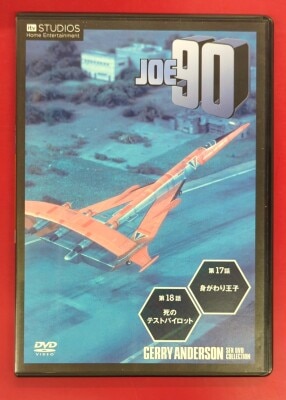 itv STUDIOS
Home Entertainment
JOE 90
第17話
身がわり王子
第18話
死の
テストパイロット
DVD
VIDEO
GERRY ANDERSON SFX DVD
COLLECTION